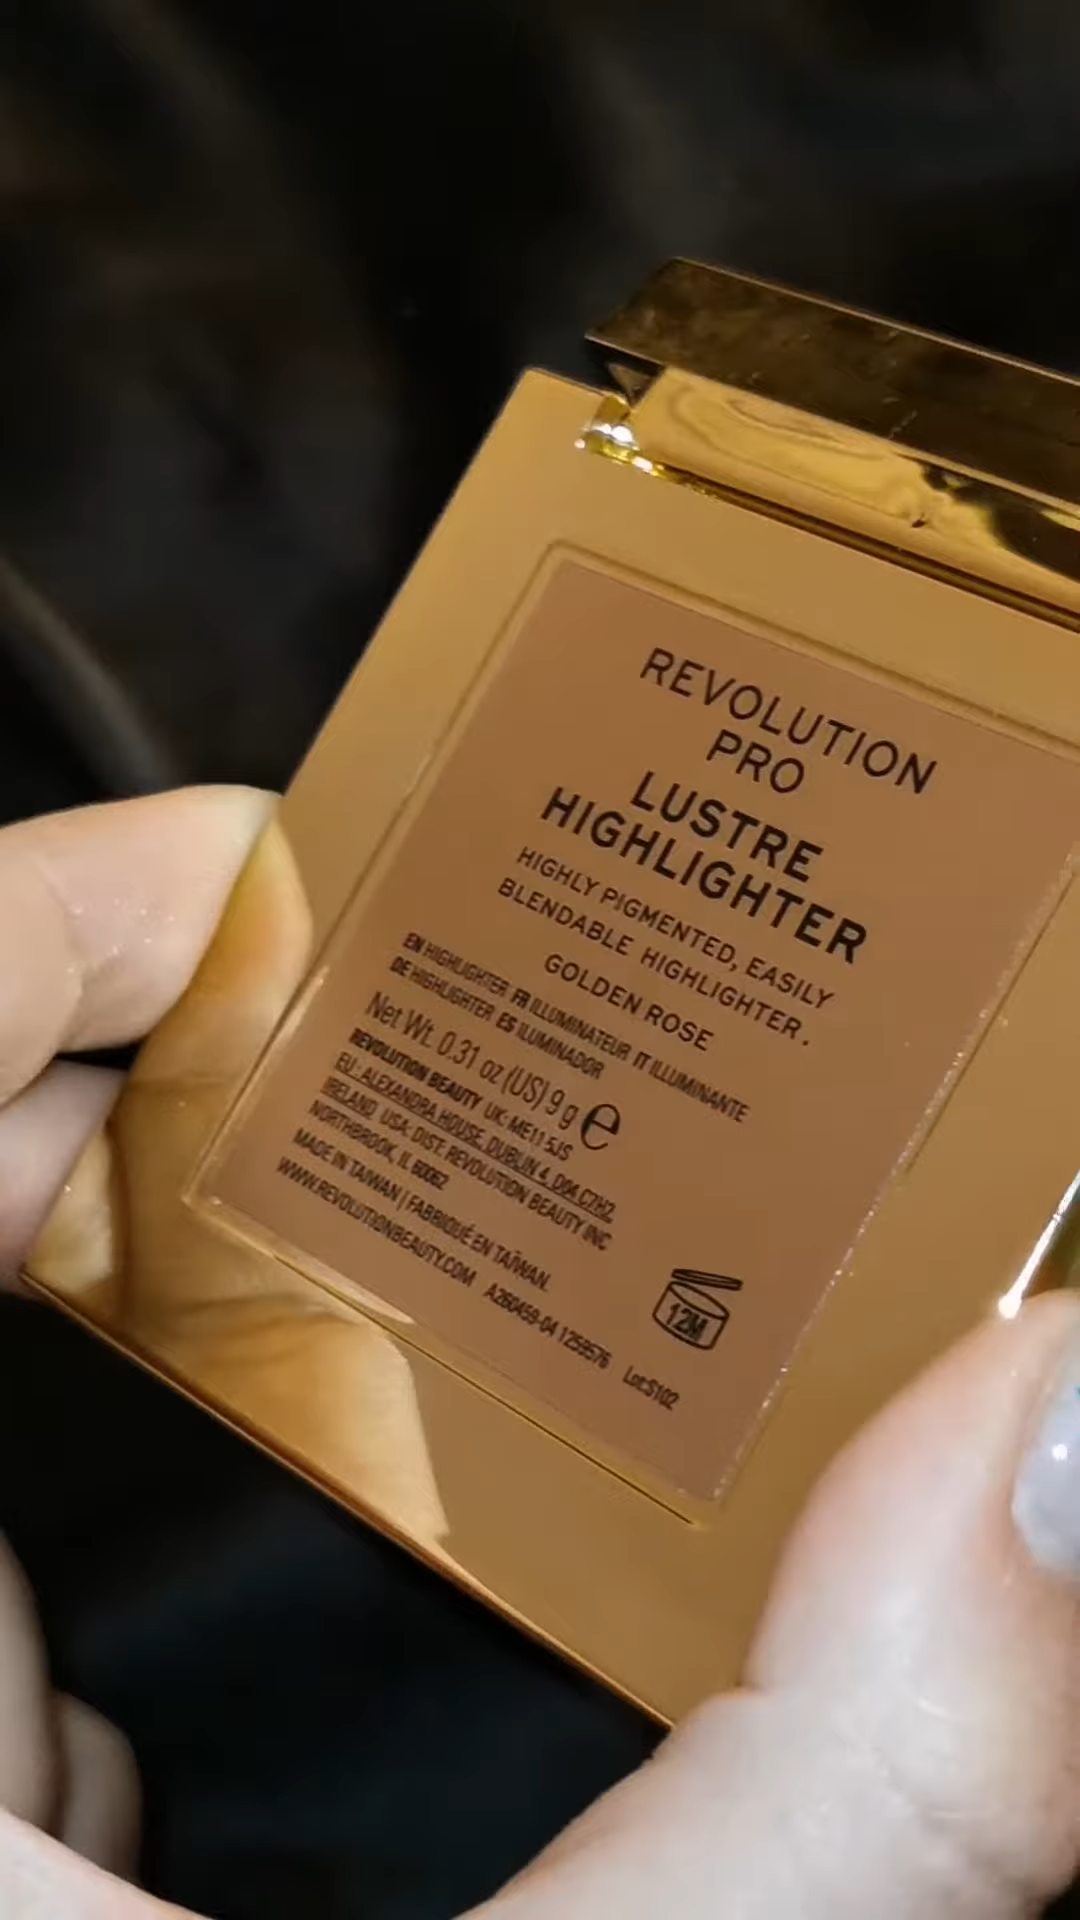 REVOLUTION
PRO
LUSTRE
HIGHLIGHTER
HIGHLY PIGMENTED, EASILY
BLENDABLE HIGHLIGHTER.
GOLDEN ROSE
EN HIGHLIGHTER FR ILLUMINATEUR IT ILLUMINANTE
DE HIGHLIGHTER ES ILUMINADOR
Net Wt. 0.31 oz (US) 9 g ℮
REVOLUTION BEAUTY UK: ME11 5JS
EU: ALEXANDRA HOUSE, DUBLIN 4, D04 C7H2
IRELAND USA: DIST. REVOLUTION BEAUTY INC
NORTHBROOK, IL 60062
MADE IN TAIWAN | FABRIQUÉ EN TAÏWAN.
WWW.REVOLUTIONBEAUTY.COM A260459-04 1259576 Lot:S102
12M